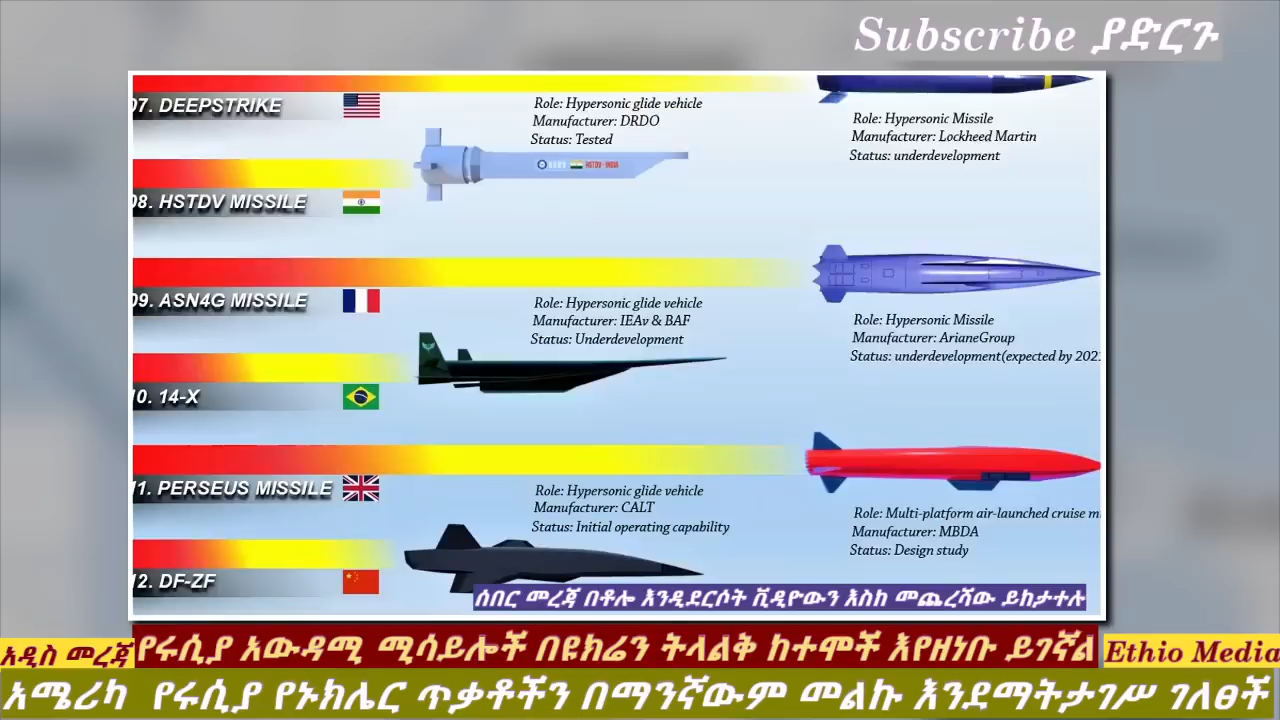 Subscribe ያድርጉ
07. DEEPSTRIKE
Role: Hypersonic glide vehicle
Manufacturer: DRDO
Status: Tested
Role: Hypersonic Missile
Manufacturer: Lockheed Martin
Status: underdevelopment
HSTDV - INDIA
08. HSTDV MISSILE
09. ASN4G MISSILE
Role: Hypersonic glide vehicle
Manufacturer: IEAv & BAF
Status: Underdevelopment
Role: Hypersonic Missile
Manufacturer: ArianeGroup
Status: underdevelopment(expected by 202
10. 14-X
11. PERSEUS MISSILE
Role: Hypersonic glide vehicle
Manufacturer: CALT
Status: Initial operating capability
Role: Multi-platform air-launched cruise m
Manufacturer: MBDA
Status: Design study
12. DF-ZF
ሰበር መረጃ በቶሎ እንዲደርሶት ቪዲዮውን እስከ መጨረሻው ይከታተሉ
አዲስ መረጃ
የሩሲያ አውዳሚ ሚሳይሎች በዩክሬን ትላልቅ ከተሞች እየዘነቡ ይገኛል
Ethio Media
አሜሪካ የሩሲያ የኑክሌር ጥቃቶችን በማንኛውም መልኩ እንደማትታገሥ ገለፀች